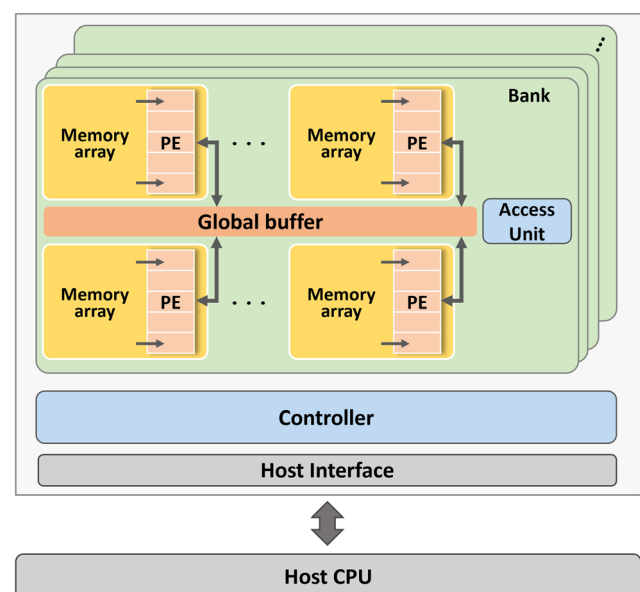 Bank
Memory
array
PE
. . .
Memory
array
PE
Global buffer
Access
Unit
Memory
array
PE
. . .
Memory
array
PE
Controller
Host Interface
Host CPU